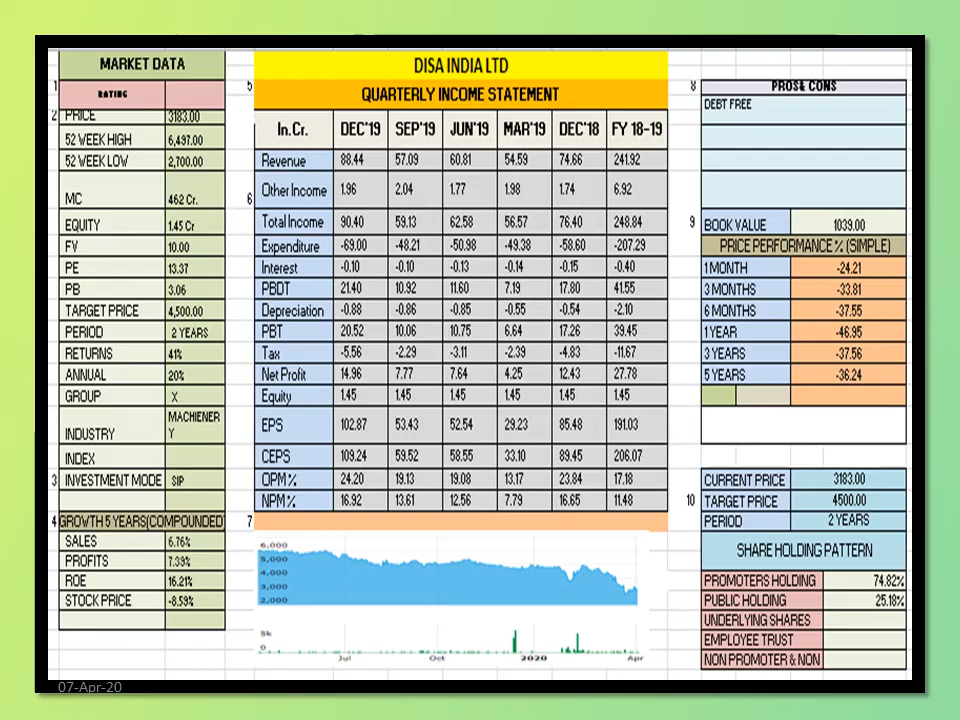 MARKET DATA
1 RATING
2 PRICE 3183.00
52 WEEK HIGH 6,497.00
52 WEEK LOW 2,700.00
MC 462 Cr.
EQUITY 1.45 Cr
FV 10.00
PE 13.37
PB 3.06
TARGET PRICE 4,500.00
PERIOD 2 YEARS
RETURNS 41%
ANNUAL 20%
GROUP X
INDUSTRY MACHIENERY
INDEX
3 INVESTMENT MODE SIP
4 GROWTH 5 YEARS(COMPOUNDED)
SALES 6.76%
PROFITS 7.39%
ROE 16.21%
STOCK PRICE -8.59%
DISA INDIA LTD
5 QUARTERLY INCOME STATEMENT
In.Cr. DEC'19 SEP'19 JUN'19 MAR'19 DEC'18 FY 18-19
Revenue 88.44 57.09 60.81 54.59 74.66 241.92
6 Other Income 1.96 2.04 1.77 1.98 1.74 6.92
Total Income 90.40 59.13 62.58 56.57 76.40 248.84
Expenditure -69.00 -48.21 -50.98 -49.38 -58.60 -207.29
Interest -0.10 -0.10 -0.13 -0.14 -0.15 -0.40
PBDT 21.40 10.92 11.60 7.19 17.80 41.55
Depreciation -0.88 -0.86 -0.85 -0.55 -0.54 -2.10
PBT 20.52 10.06 10.75 6.64 17.26 39.45
Tax -5.56 -2.29 -3.11 -2.39 -4.83 -11.67
Net Profit 14.96 7.77 7.64 4.25 12.43 27.78
Equity 1.45 1.45 1.45 1.45 1.45 1.45
EPS 102.87 53.43 52.54 29.23 85.48 191.03
CEPS 109.24 59.52 58.55 33.10 89.45 206.07
OPM% 24.20 19.13 19.08 13.17 23.84 17.18
NPM% 16.92 13.61 12.56 7.79 16.65 11.48
7
6,000
5,000
4,000
3,000
2,000
5k
0
Jul Oct 2020 Apr
8 PROS& CONS
DEBT FREE
9 BOOK VALUE 1039.00
PRICE PERFORMANCE % (SIMPLE)
1 MONTH -24.21
3 MONTHS -33.81
6 MONTHS -37.55
1 YEAR -46.95
3 YEARS -37.56
5 YEARS -36.24
CURRENT PRICE 3183.00
10 TARGET PRICE 4500.00
PERIOD 2 YEARS
SHARE HOLDING PATTERN
PROMOTERS HOLDING 74.82%
PUBLIC HOLDING 25.18%
UNDERLYING SHARES
EMPLOYEE TRUST
NON PROMOTER & NON
07-Apr-20